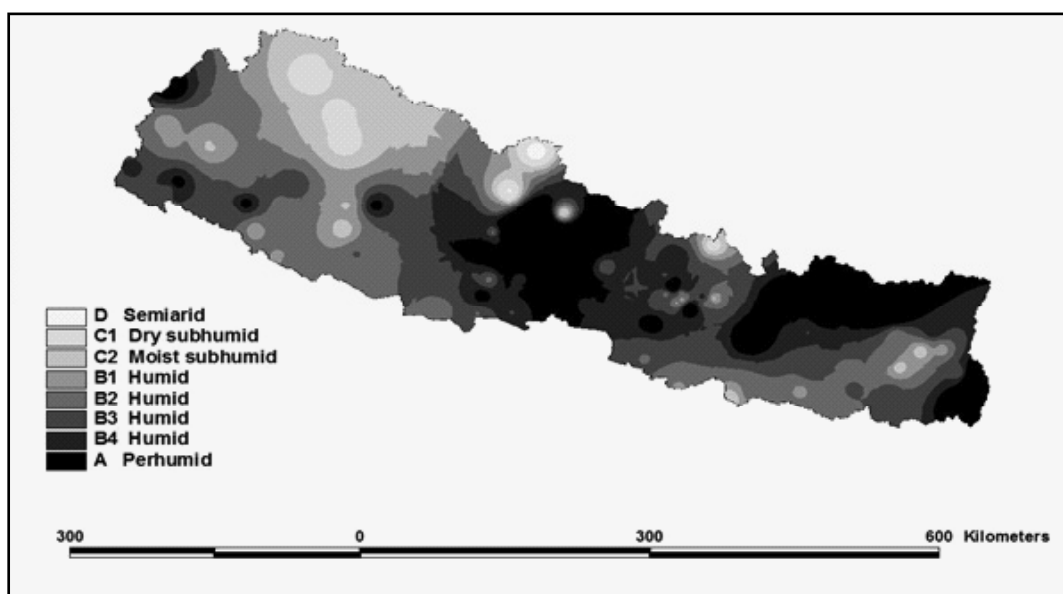 D Semiarid
C1 Dry subhumid
C2 Moist subhumid
B1 Humid
B2 Humid
B3 Humid
B4 Humid
A Perhumid
300 0 300 600 Kilometers